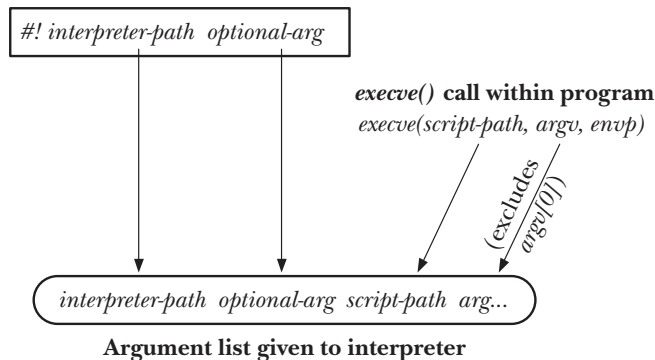 #! interpreter-path optional-arg
execve() call within program
execve(script-path, argv, envp)
(excludes
argv[0])
interpreter-path optional-arg script-path arg...
Argument list given to interpreter